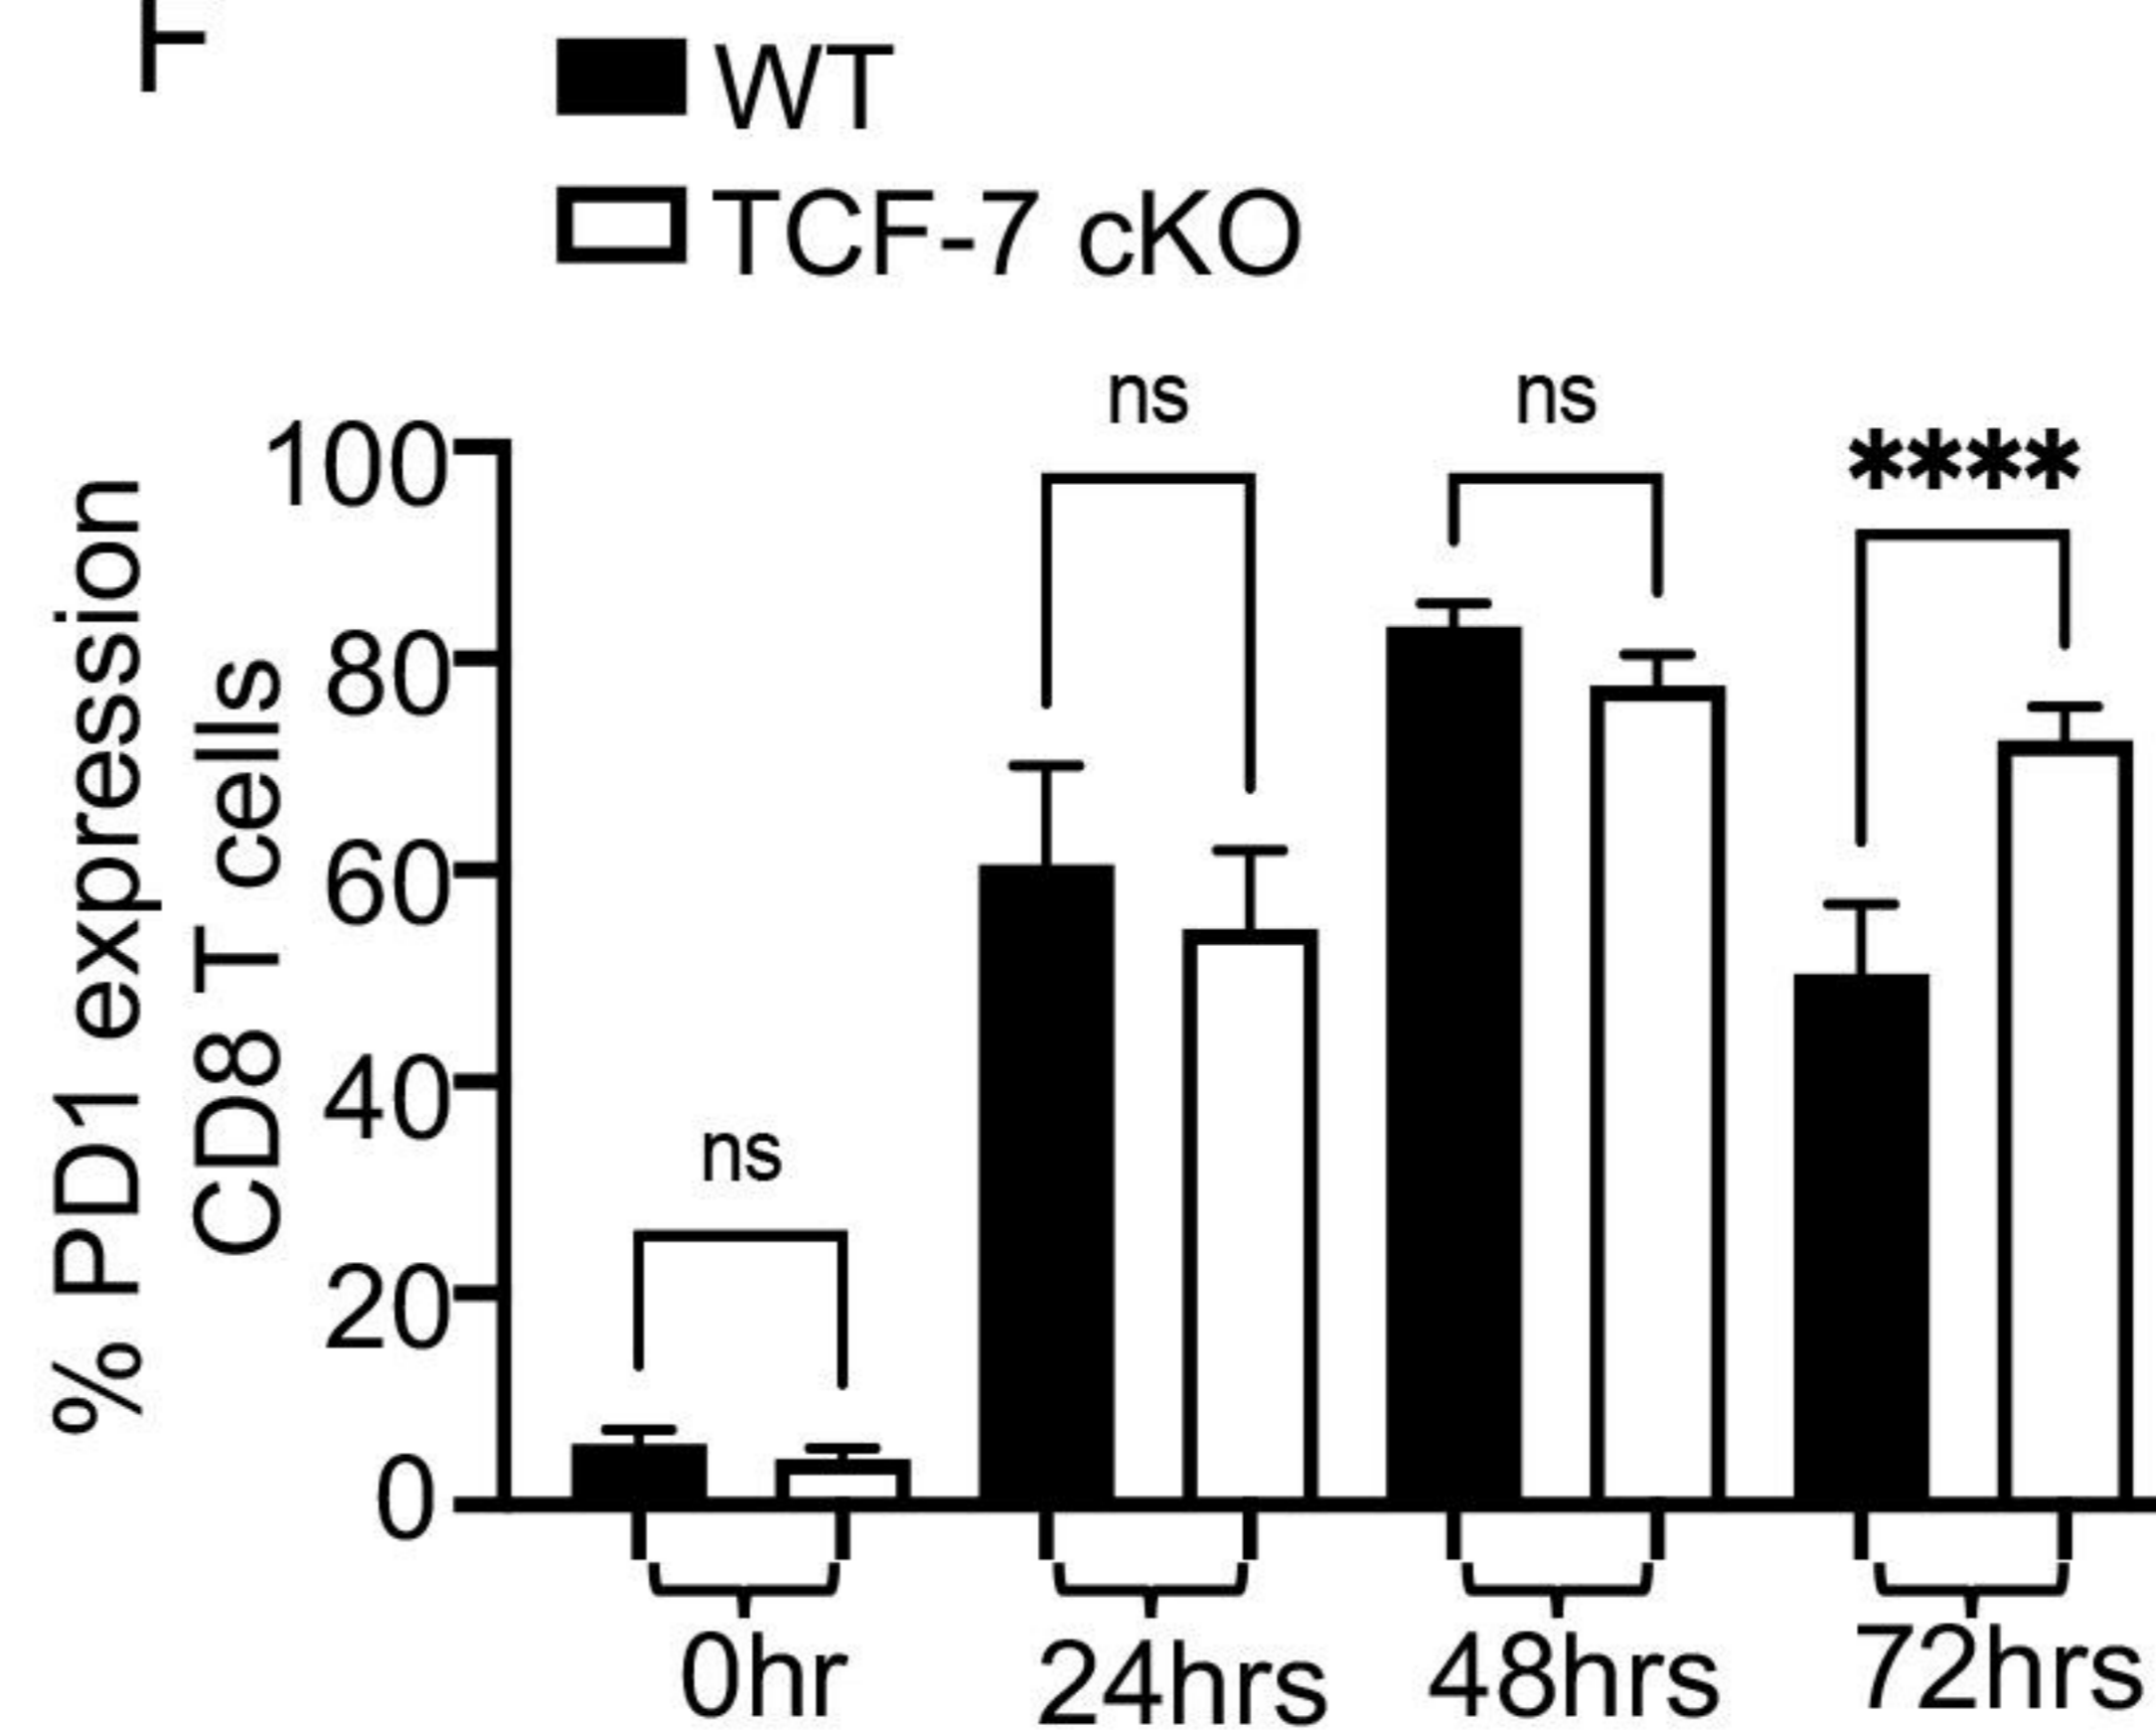 F
WT
TCF-7 cKO
% PD1 expression
CD8 T cells
100
80
60
40
20
0
ns
ns
ns
****
0hr
24hrs
48hrs
72hrs